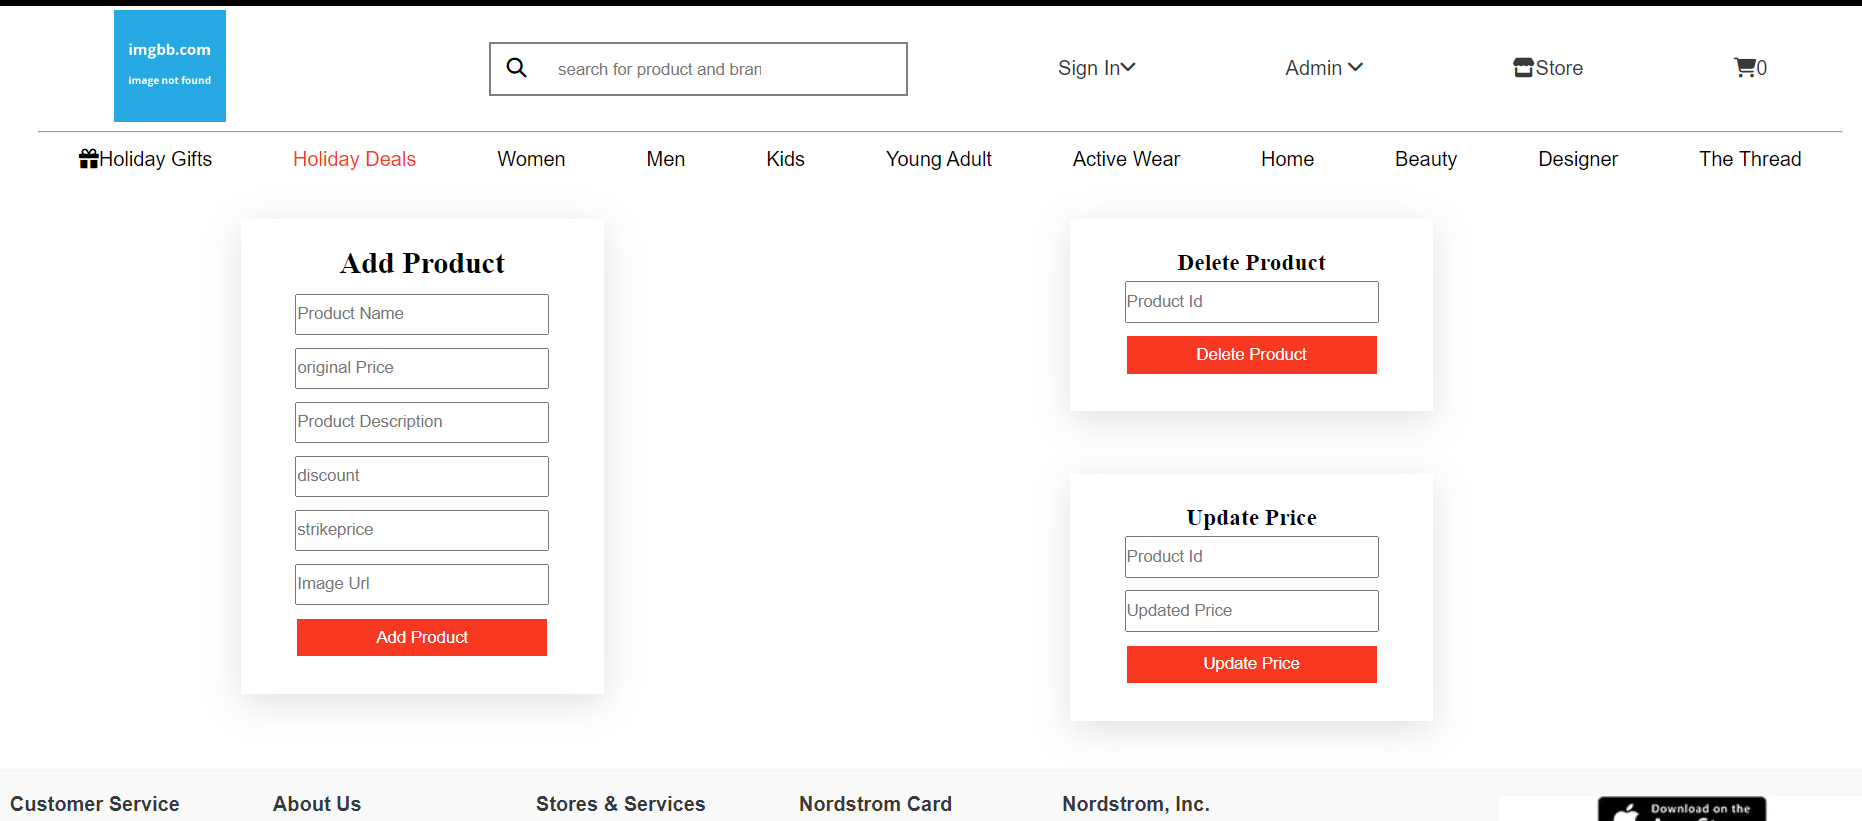 imgbb.com
image not found
search for product and bran
Sign In
Admin
Store
0
Holiday Gifts
Holiday Deals
Women
Men
Kids
Young Adult
Active Wear
Home
Beauty
Designer
The Thread
Add Product
Product Name
original Price
Product Description
discount
strikeprice
Image Url
Add Product
Delete Product
Product Id
Delete Product
Update Price
Product Id
Updated Price
Update Price
Customer Service
About Us
Stores & Services
Nordstrom Card
Nordstrom, Inc.
Download on the